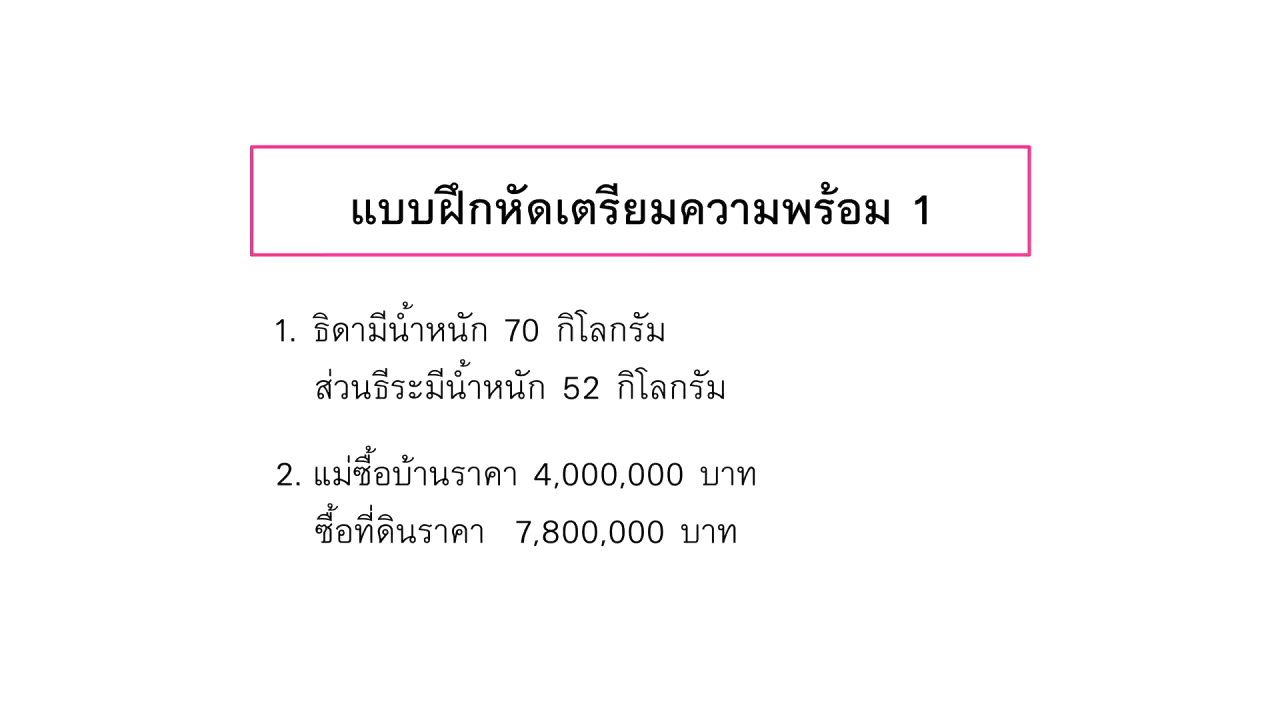 แบบฝึกหัดเตรียมความพร้อม 1
1. ธิดามีน้ำหนัก 70 กิโลกรัม
ส่วนธีระมีน้ำหนัก 52 กิโลกรัม
2. แม่ซื้อบ้านราคา 4,000,000 บาท
ซื้อที่ดินราคา 7,800,000 บาท